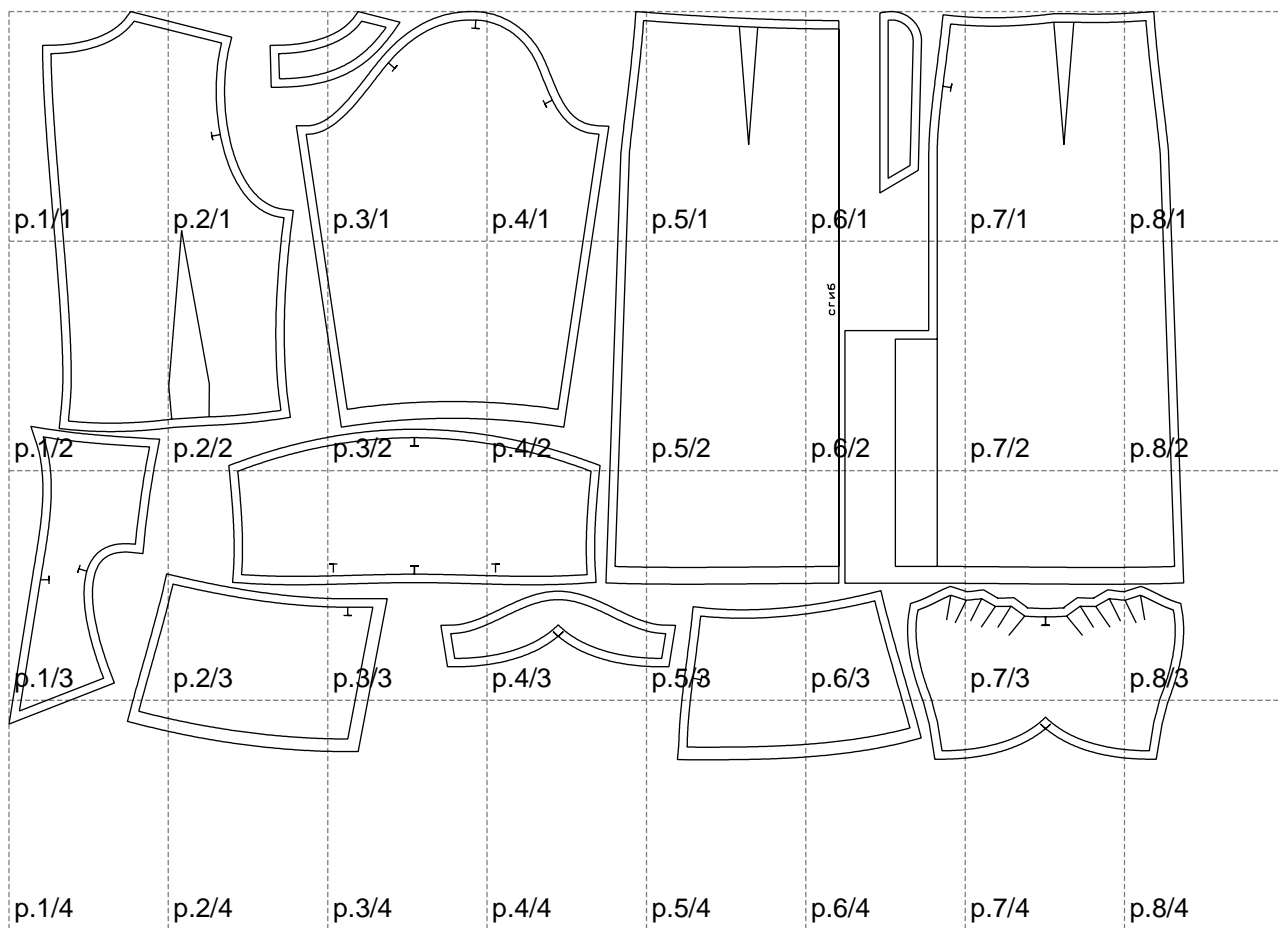 p.1/1 p.2/1 p.3/1 p.4/1 p.5/1 p.6/1 p.7/1 p.8/1
сгиб
p.1/2 p.2/2 p.3/2 p.4/2 p.5/2 p.6/2 p.7/2 p.8/2
p.1/3 p.2/3 p.3/3 p.4/3 p.5/3 p.6/3 p.7/3 p.8/3
p.1/4 p.2/4 p.3/4 p.4/4 p.5/4 p.6/4 p.7/4 p.8/4